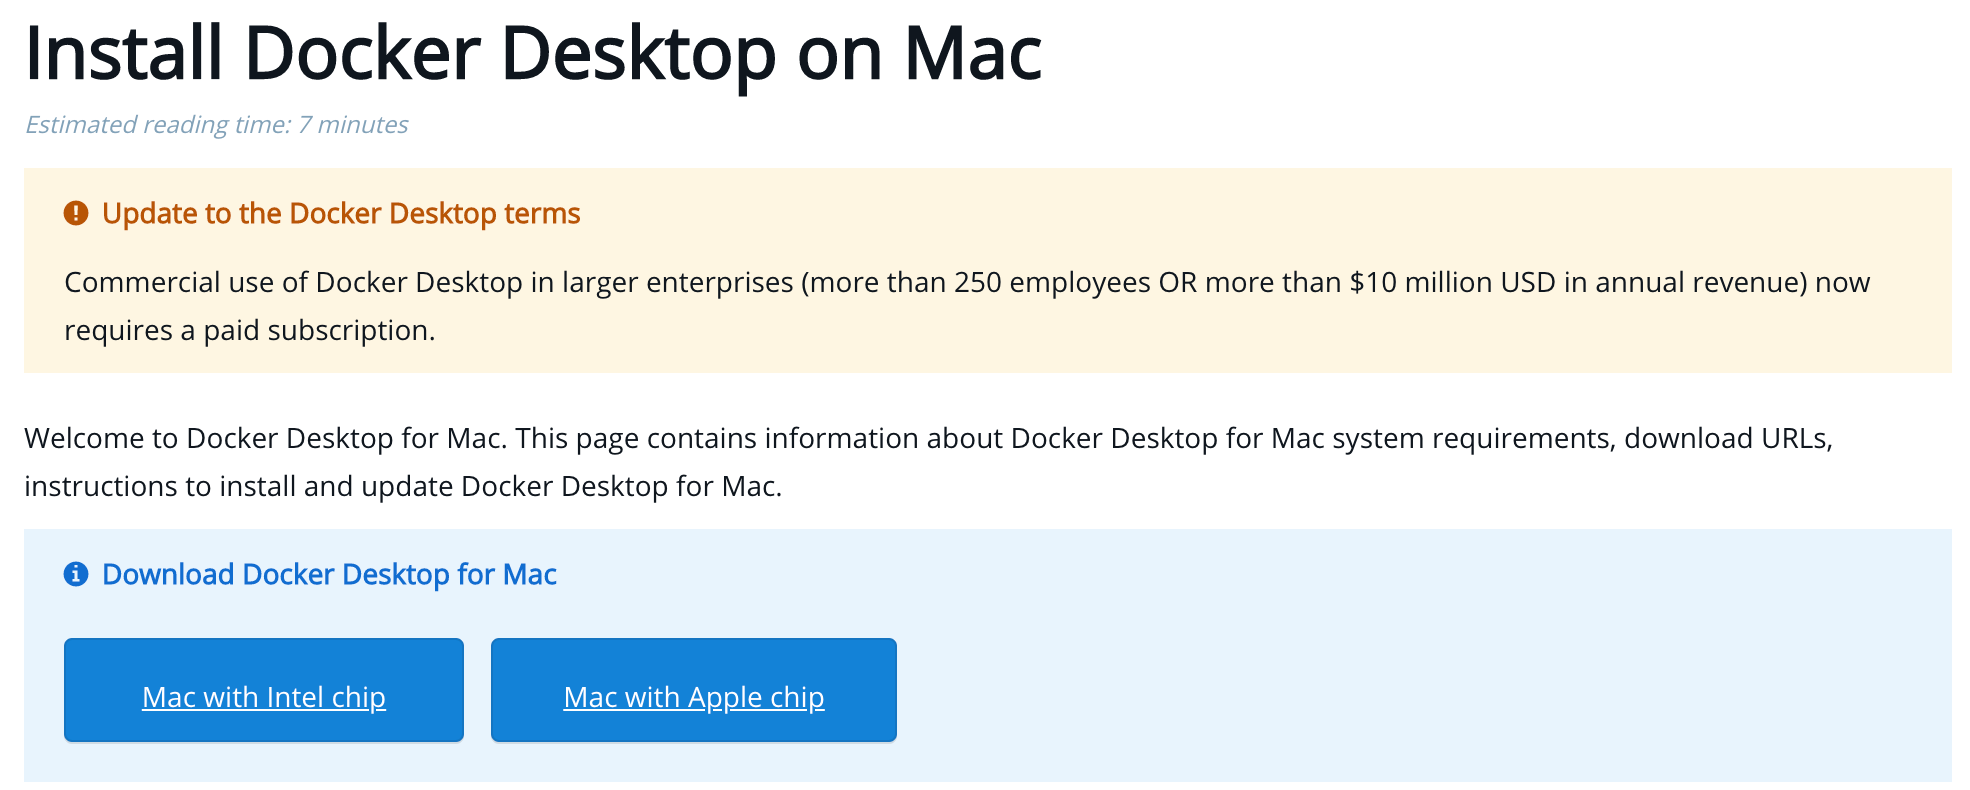 Install Docker Desktop on Mac
Estimated reading time: 7 minutes
Update to the Docker Desktop terms
Commercial use of Docker Desktop in larger enterprises (more than 250 employees OR more than $10 million USD in annual revenue) now
requires a paid subscription.
Welcome to Docker Desktop for Mac. This page contains information about Docker Desktop for Mac system requirements, download URLs,
instructions to install and update Docker Desktop for Mac.
Download Docker Desktop for Mac
Mac with Intel chip
Mac with Apple chip